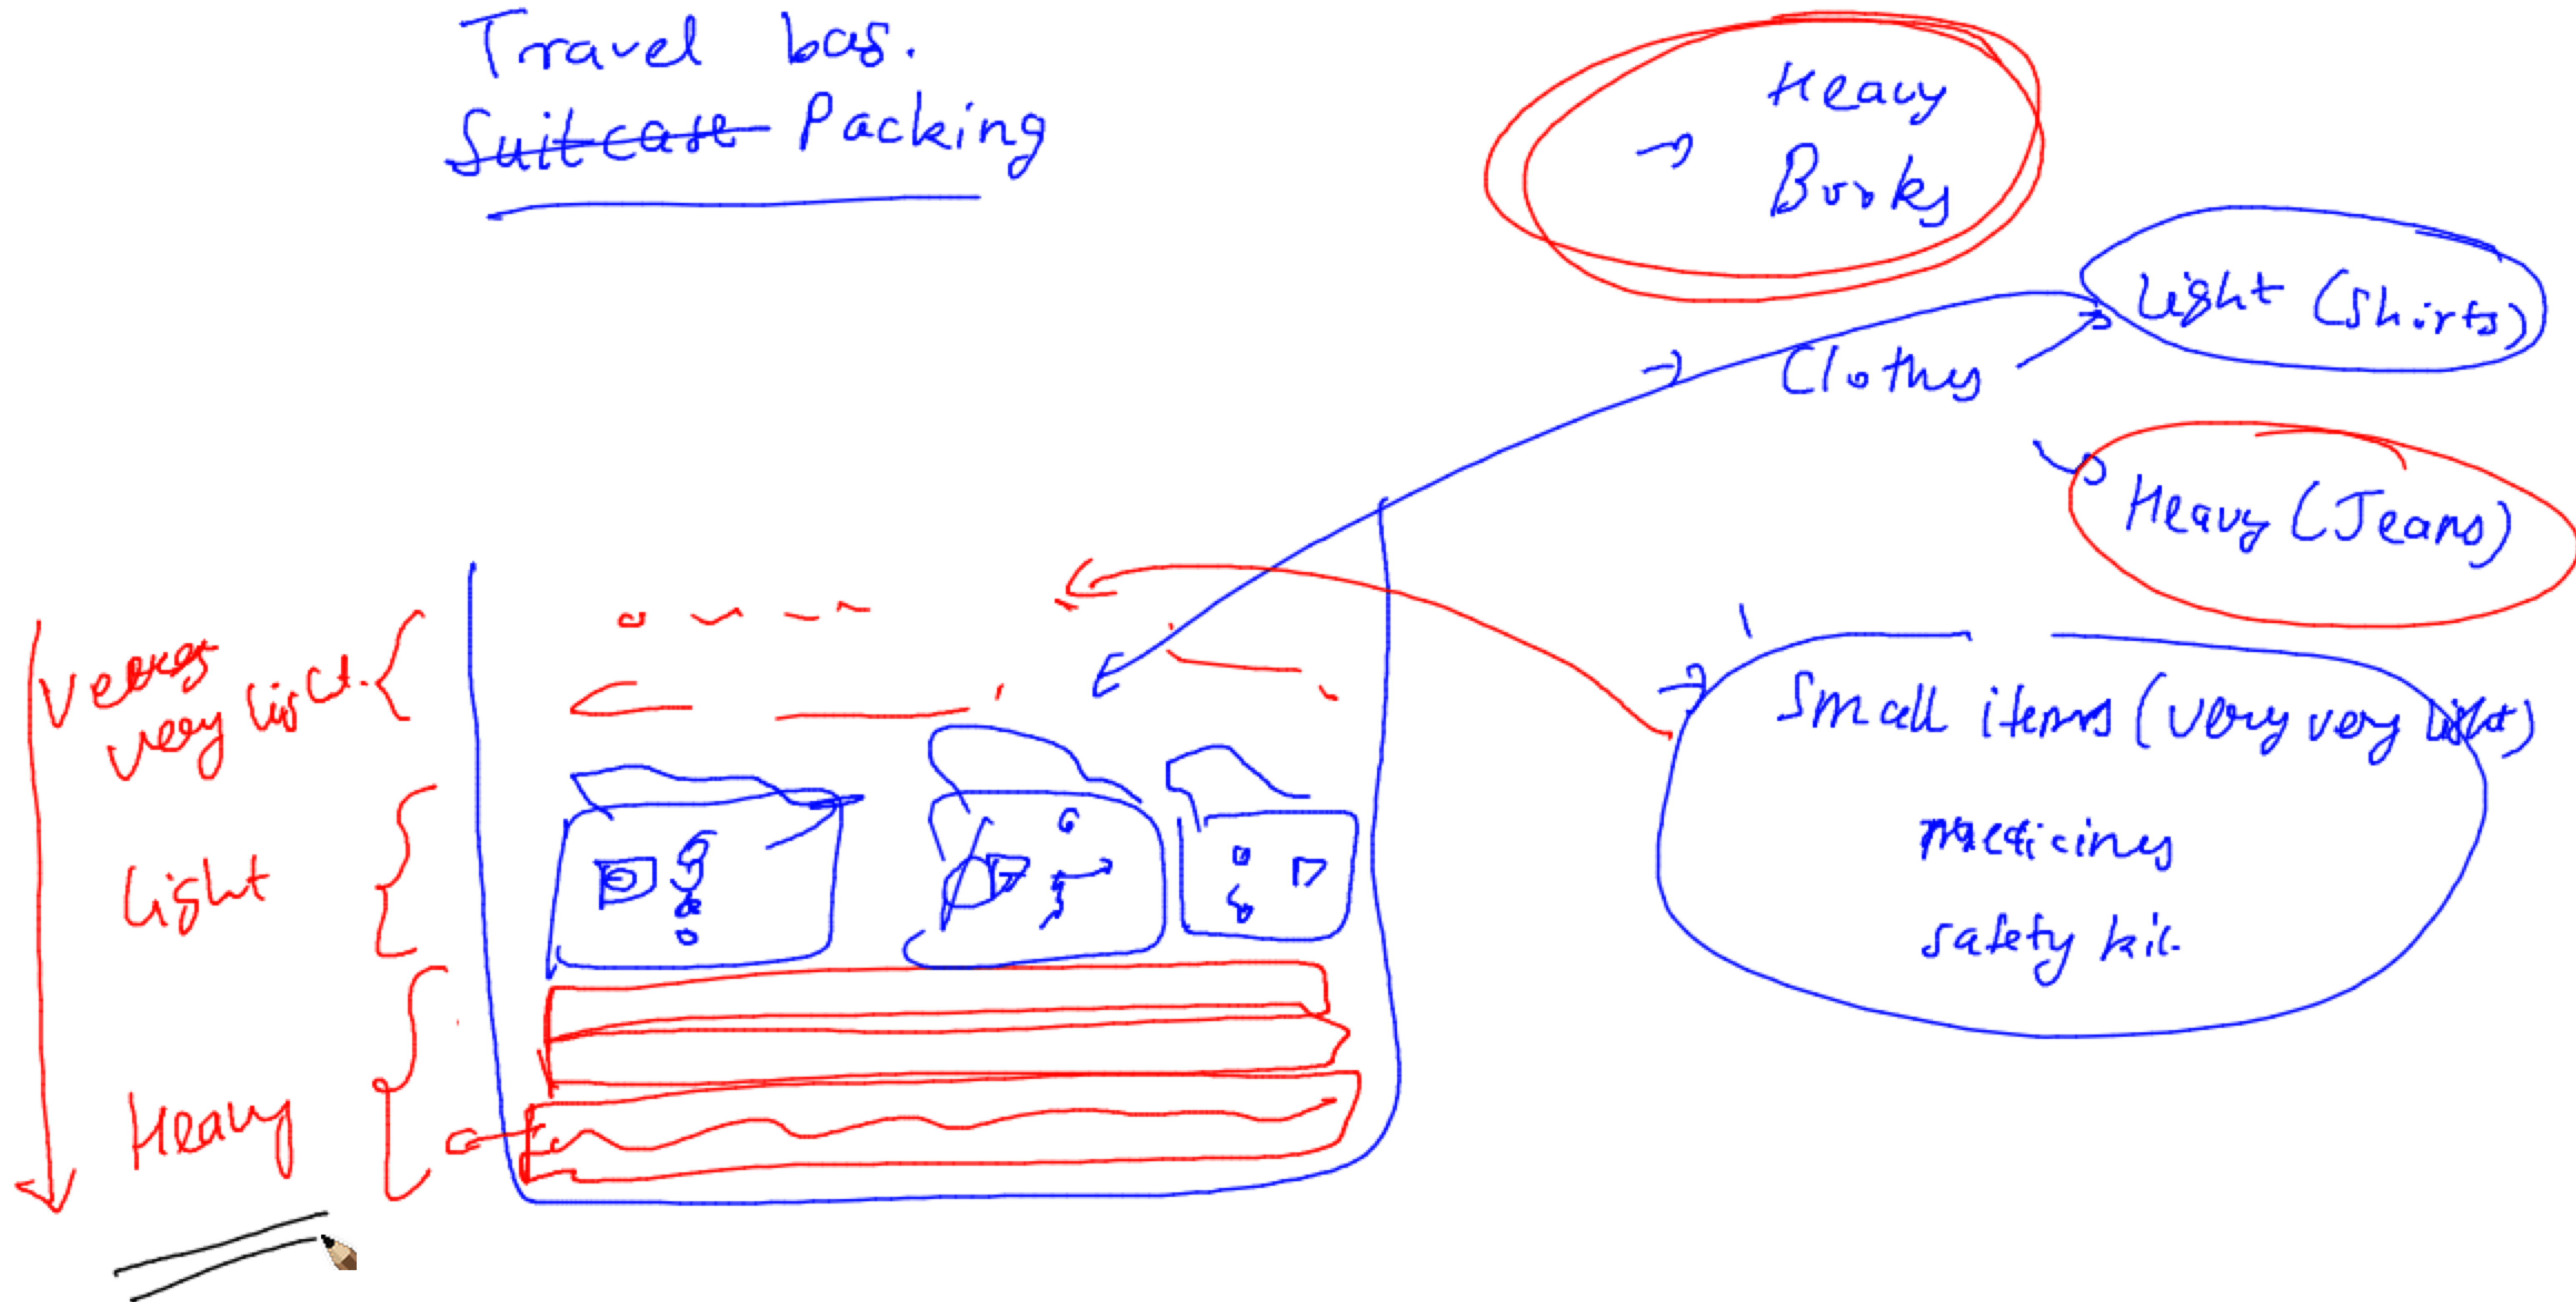 Travel bag.
Suitcase Packing
Heavy
→ Books
Light (Shirts)
→ Clothes
Heavy (Jeans)
→ Small items (very very light)
medicines
safety kit
very light.
Light
Heavy